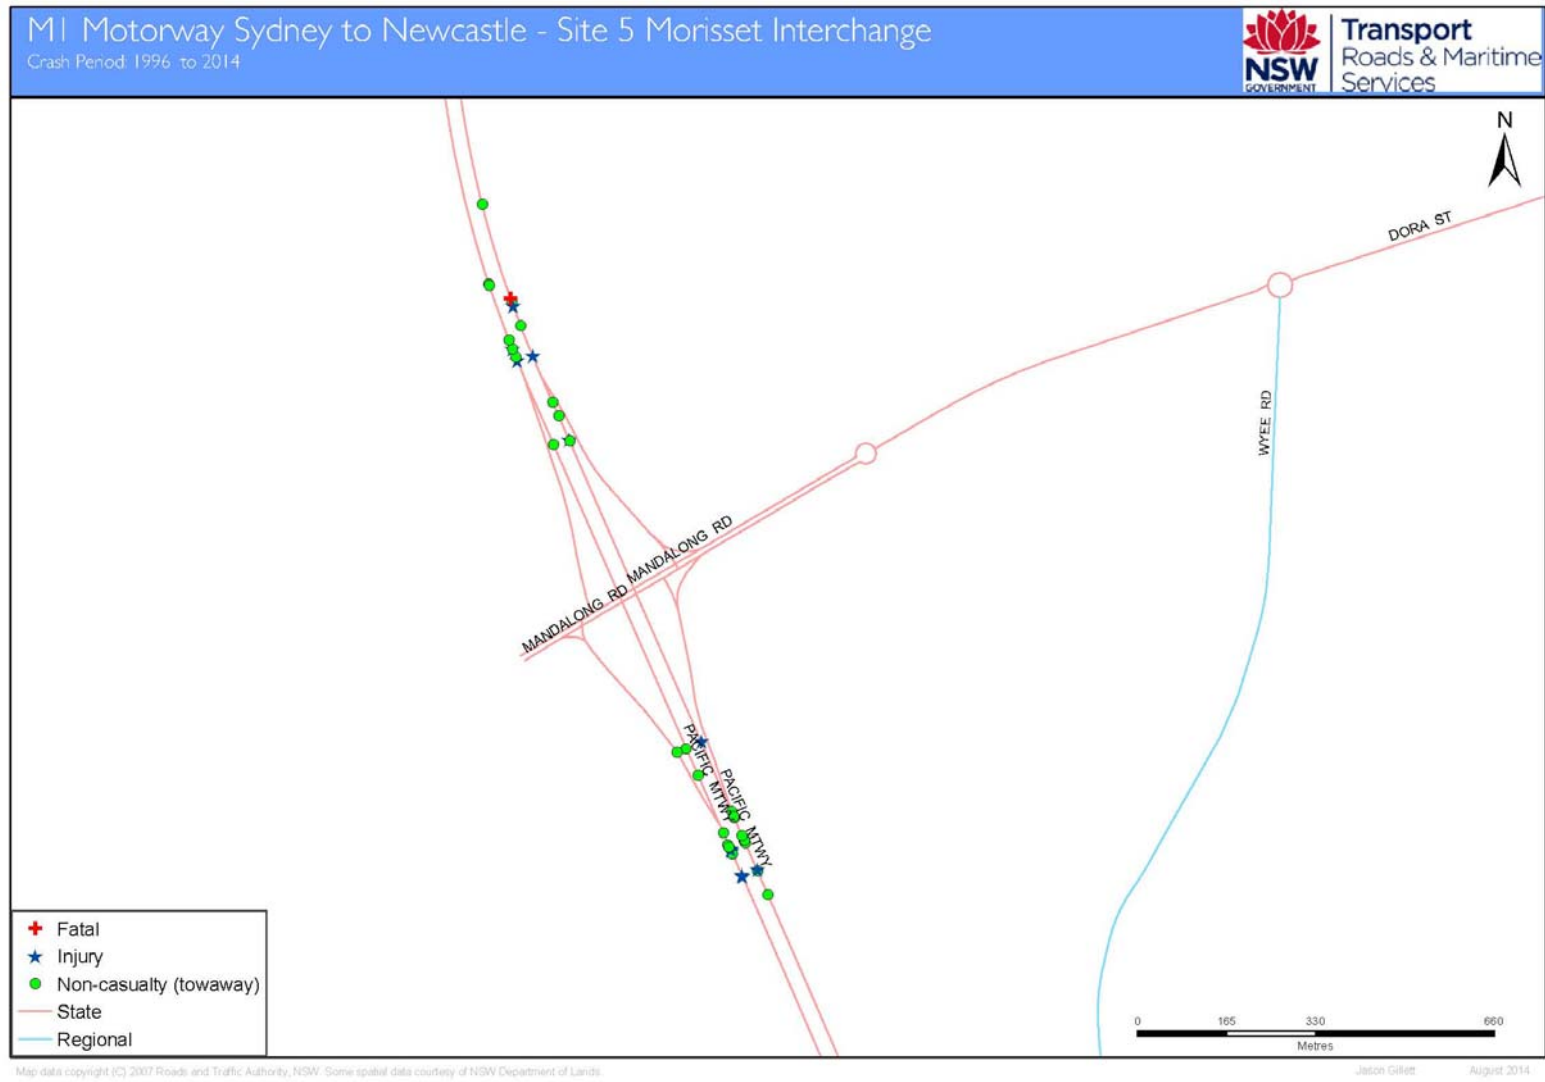 M1 Motorway Sydney to Newcastle - Site 5 Morisset Interchange
Crash Period: 1996 to 2014
NSW
GOVERNMENT
Transport
Roads & Maritime
Services
N
DORA ST
WYEE RD
MANDALONG RD
MANDALONG RD
PACIFIC MTWY
PACIFIC MTWY
Fatal
Injury
Non-casualty (towaway)
State
Regional
0 165 330 660
Metres
Map data copyright (C) 2007 Roads and Traffic Authority, NSW. Some spatial data courtesy of NSW Department of Lands.
Jason Gillett August 2014